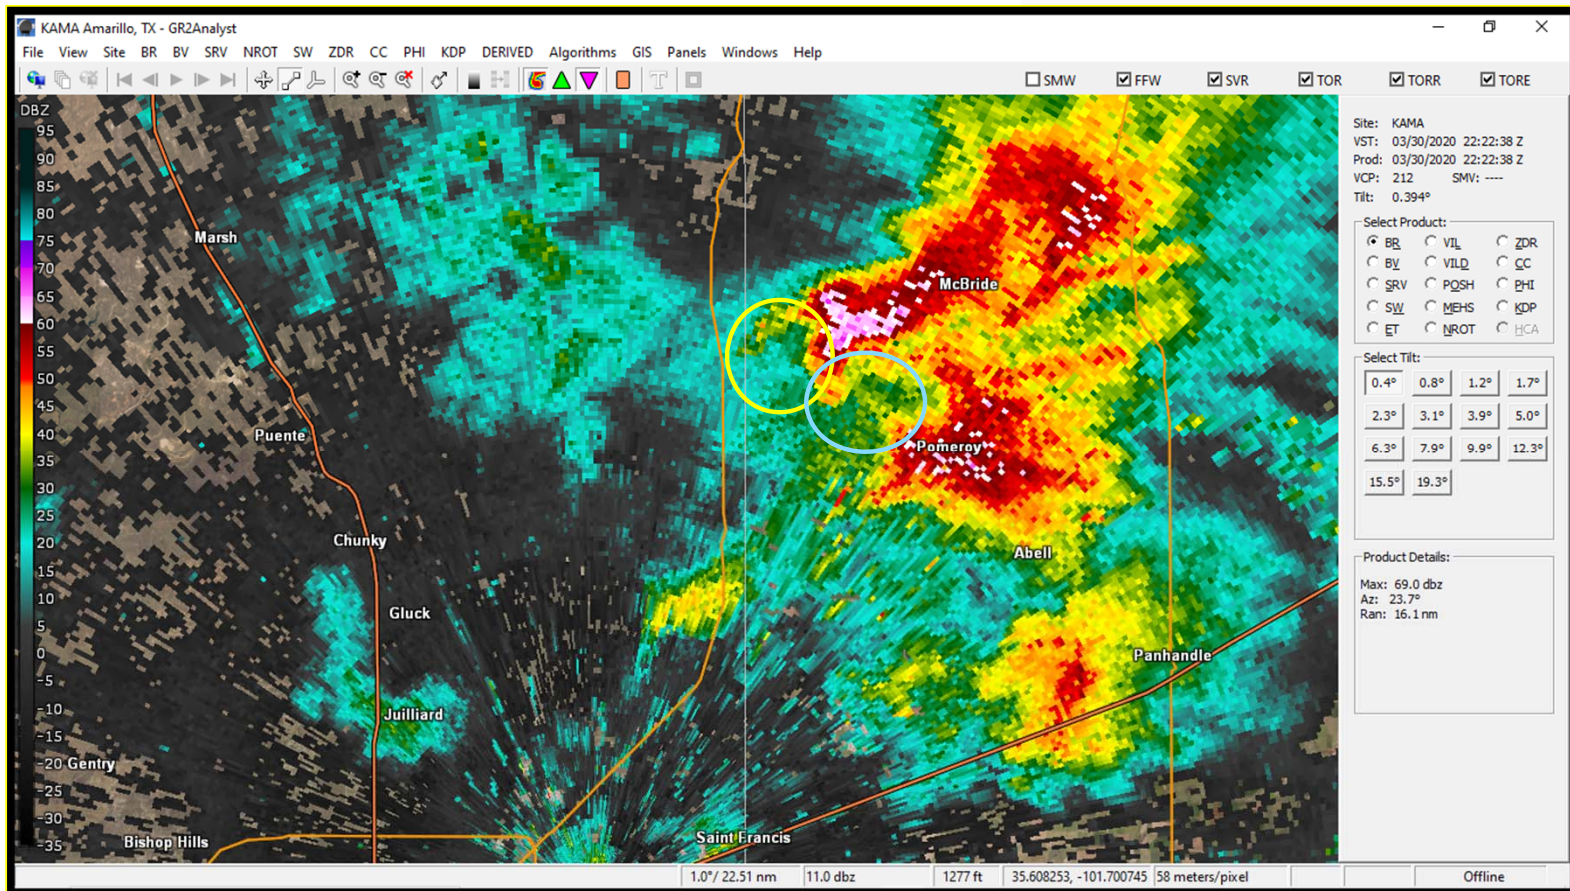 KAMA Amarillo, TX - GR2Analyst
File View Site BR BV SRV NROT SW ZDR CC PHI KDP DERIVED Algorithms GIS Panels Windows Help
T SMW FFW SVR TOR TORR TORE
DBZ
95
90
85
80
75
70
65
60
55
50
45
40
35
30
25
20
15
10
5
0
-5
-10
-15
-20
-25
-30
-35
Marsh
McBride
Puente
Pomeroy
Chunky
Abell
Gluck
Panhandle
Juilliard
Gentry
Bishop Hills
Saint Francis
Site: KAMA
VST: 03/30/2020 22:22:38 Z
Prod: 03/30/2020 22:22:38 Z
VCP: 212 SMV: ----
Tilt: 0.394°
Select Product:
BR VIL ZDR
BV VILD CC
SRV POSH PHI
SW MEHS KDP
ET NROT HCA
Select Tilt:
0.4° 0.8° 1.2° 1.7°
2.3° 3.1° 3.9° 5.0°
6.3° 7.9° 9.9° 12.3°
15.5° 19.3°
Product Details:
Max: 69.0 dbz
Az: 23.7°
Ran: 16.1 nm
1.0°/ 22.51 nm 11.0 dbz 1277 ft 35.608253, -101.700745 58 meters/pixel Offline